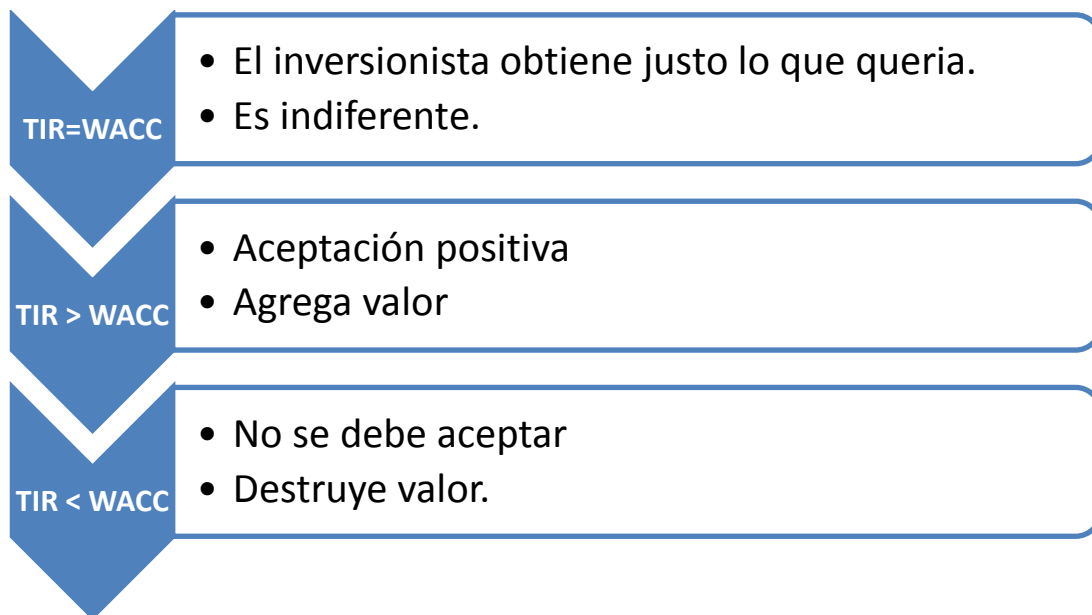 TIR=WACC
• El inversionista obtiene justo lo que queria.
• Es indiferente.
TIR > WACC
• Aceptación positiva
• Agrega valor
TIR < WACC
• No se debe aceptar
• Destruye valor.